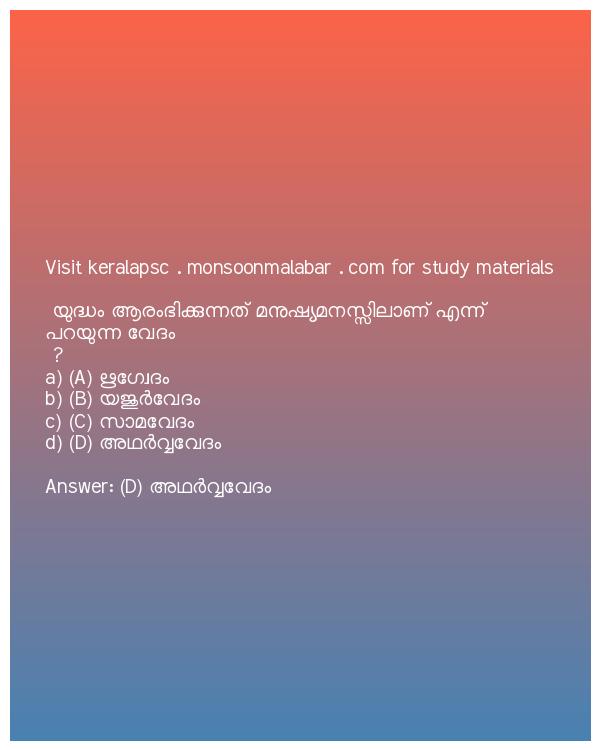 Visit keralapsc . monsoonmalabar . com for study materials
യുദ്ധം ആരംഭിക്കുന്നത് മനുഷ്യമനസ്സിലാണ് എന്ന്
പറയുന്ന വേദം
?
a) (A) ഋഗ്വേദം
b) (B) യജുർവേദം
c) (C) സാമവേദം
d) (D) അഥർവ്വവേദം
Answer: (D) അഥർവ്വവേദം